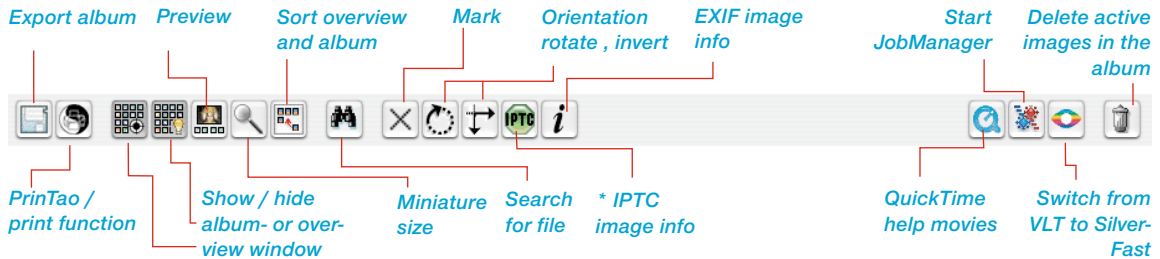 Export album
Preview
Sort overview
and album
Mark
Orientation
rotate , invert
EXIF image
info
Start
JobManager
Delete active
images in the
album
IPTC
i
PrinTao /
print function
Show / hide
album- or over-
view window
Miniature
size
Search
for file
* IPTC
image info
QuickTime
help movies
Switch from
VLT to Silver-
Fast